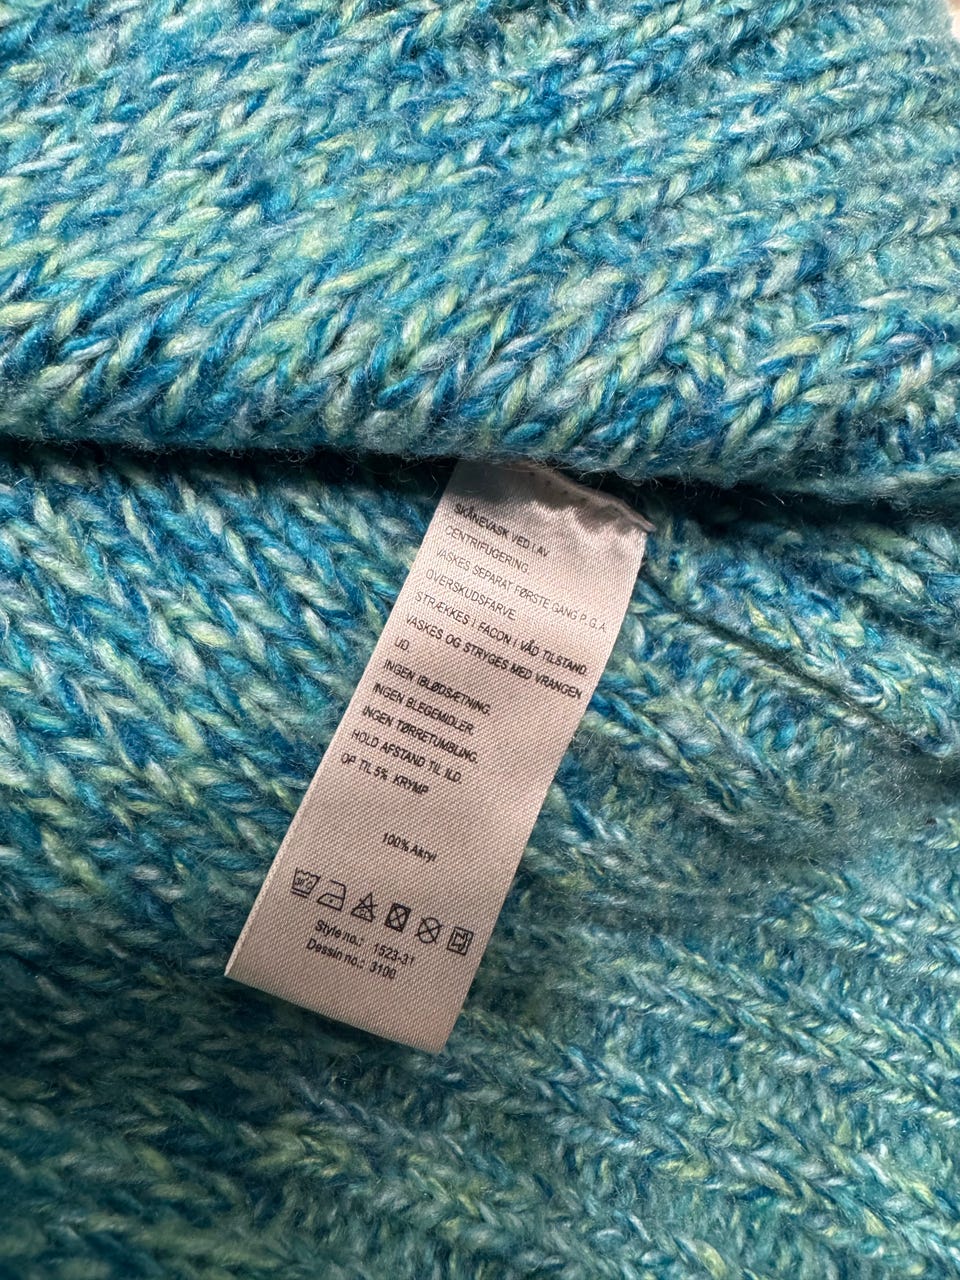 SKÅNEVASK VED LAV
CENTRIFUGERING.
VASKES SEPARAT FØRSTE GANG P.G.A.
OVERSKUDSFARVE.
STRÆKKES I FACON I VÅD TILSTAND.
VASKES OG STRYGES MED VRANGEN
UD.
INGEN IBLØDSÆTNING.
INGEN BLEGEMIDLER.
INGEN TØRRETUMBLING.
HOLD AFSTAND TIL ILD.
OP TIL 5% KRYMP
100% Akryl
Style no.: 1523-31
Dessin no.: 3100